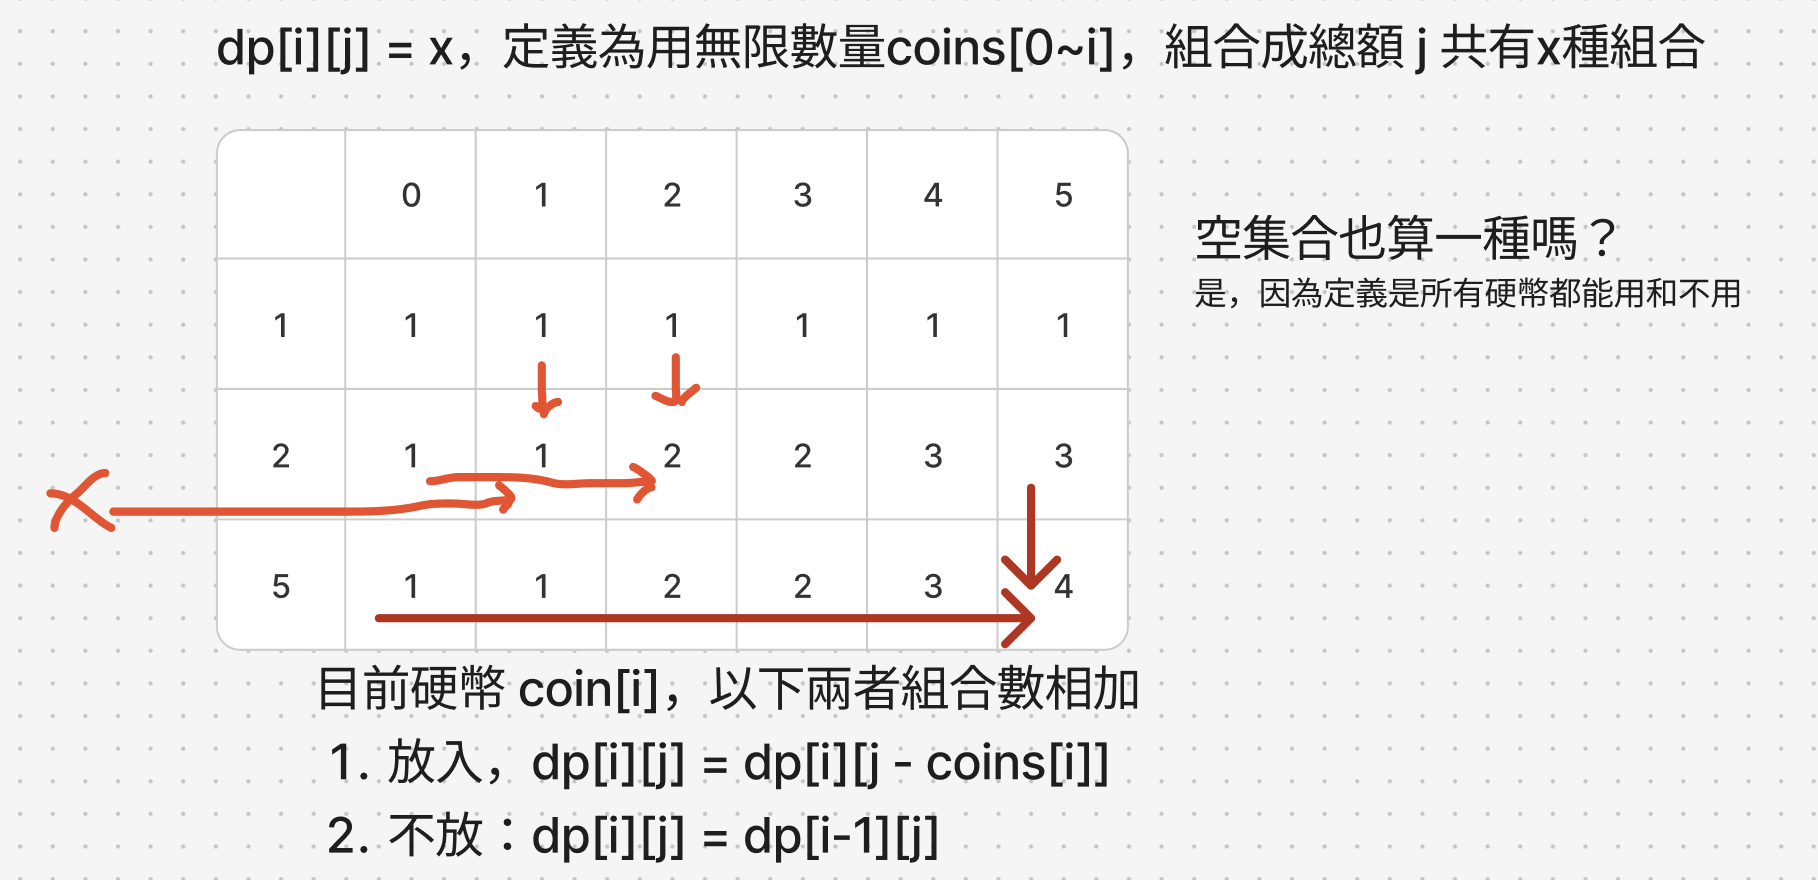 dp[i][j] = x，定義為用無限數量coins[0~i]，組合成總額 j 共有x種組合
0 1 2 3 4 5
1 1 1 1 1 1 1
2 1 1 2 2 3 3
5 1 1 2 2 3 4
空集合也算一種嗎？
是，因為定義是所有硬幣都能用和不用
目前硬幣 coin[i]，以下兩者組合數相加
1. 放入，dp[i][j] = dp[i][j - coins[i]]
2. 不放：dp[i][j] = dp[i-1][j]